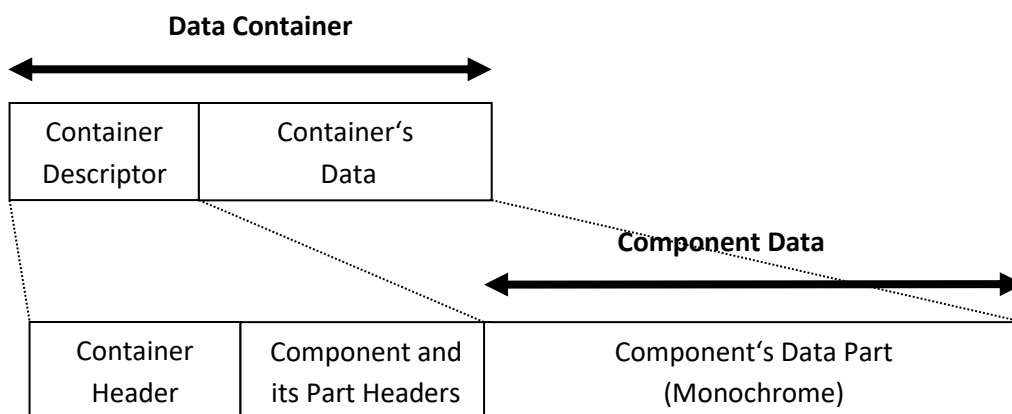 Data Container
Container Container‘s
Descriptor Data
Component Data
Container Component and Component‘s Data Part
Header its Part Headers (Monochrome)